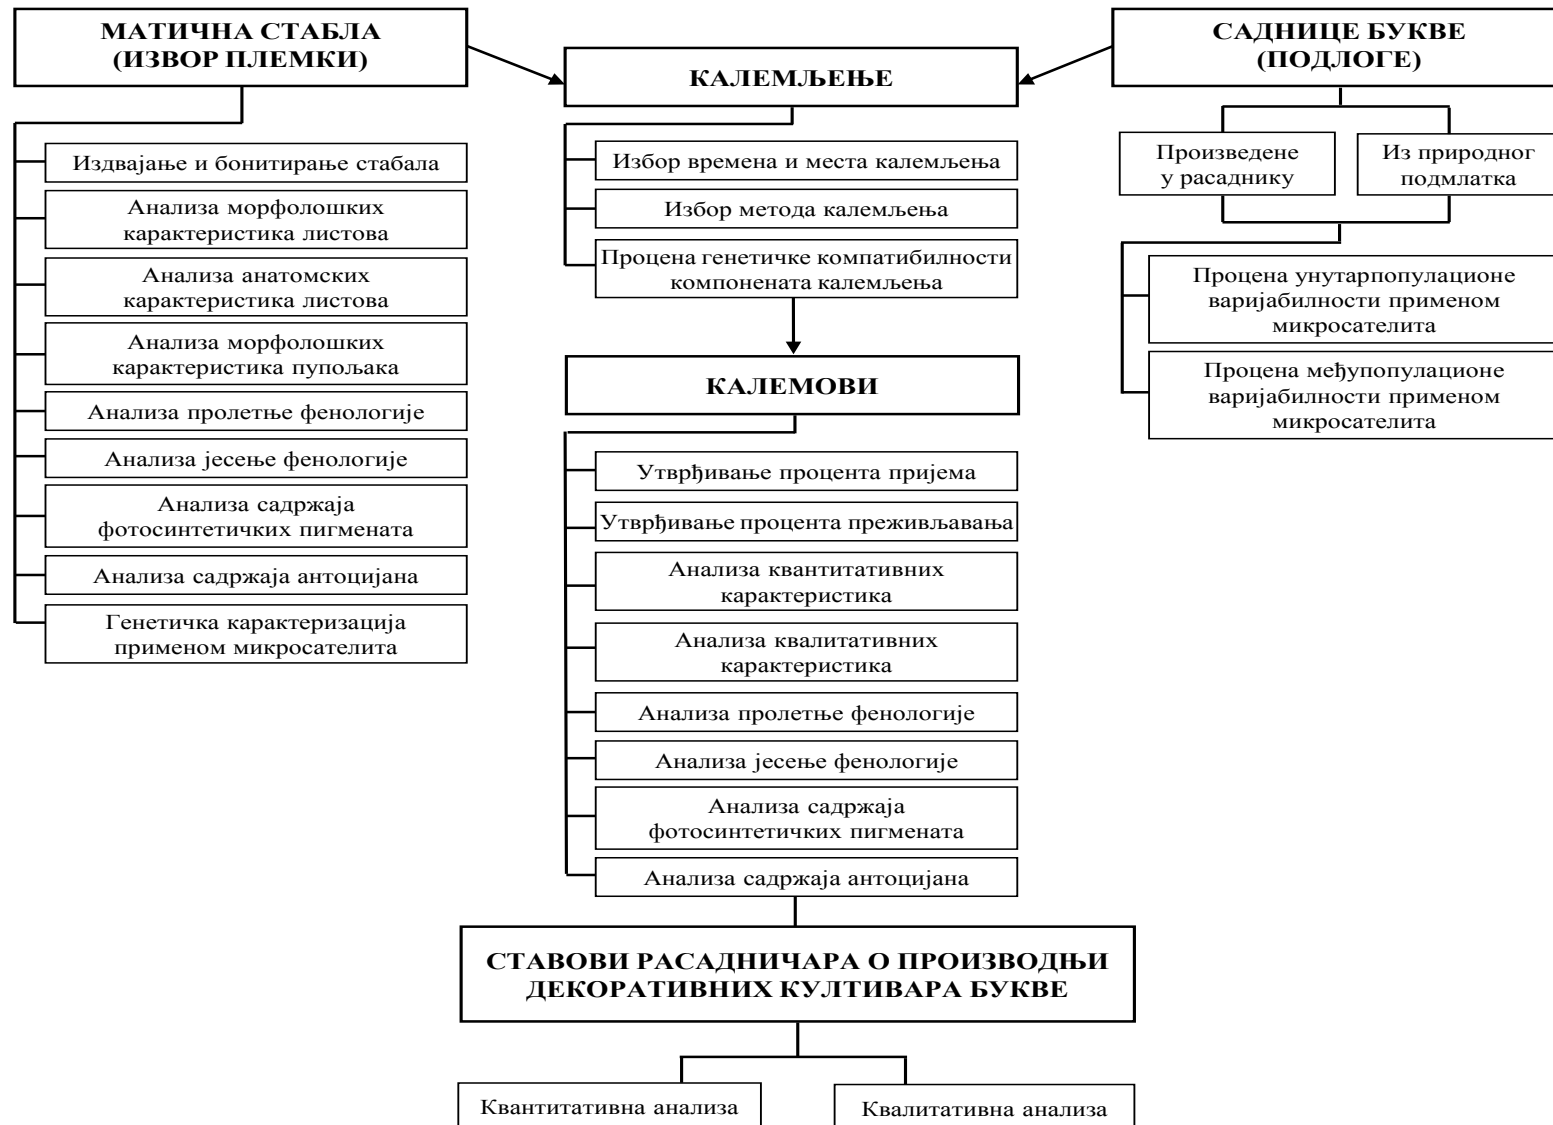 МАТИЧНА СТАБЛА
(ИЗВОР ПЛЕМКИ)
Издвајање и бонитирање стабала
Анализа морфолошких
карактеристика листова
Анализа анатомских
карактеристика листова
Анализа морфолошких
карактеристика пупољака
Анализа пролетње фенологије
Анализа јесење фенологије
Анализа садржаја
фотосинтетичких пигмената
Анализа садржаја антоцијана
Генетичка карактеризација
применом микросателита
КАЛЕМЉЕЊЕ
Избор времена и места калемљења
Избор метода калемљења
Процена генетичке компатибилности
компонената калемљења
САДНИЦЕ БУКВЕ
(ПОДЛОГЕ)
Произведене
у расаднику
Из природног
подмлатка
Процена унутарпопулационе
варијабилности применом
микросателита
Процена међупопулационе
варијабилности применом
микросателита
КАЛЕМОВИ
Утврђивање процента пријема
Утврђивање процента преживљавања
Анализа квантитативних
карактеристика
Анализа квалитативних
карактеристика
Анализа пролетње фенологије
Анализа јесење фенологије
Анализа садржаја
фотосинтетичких пигмената
Анализа садржаја антоцијана
СТАВОВИ РАСАДНИЧАРА О ПРОИЗВОДЊИ
ДЕКОРАТИВНИХ КУЛТИВАРА БУКВЕ
Квантитативна анализа
Квалитативна анализа